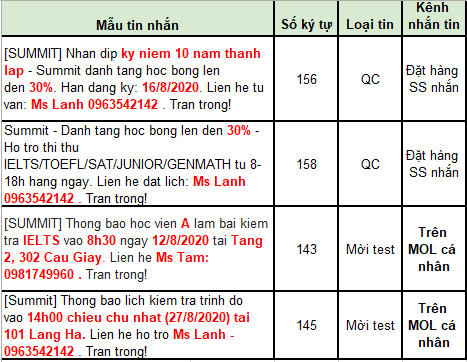 Mẫu tin nhắn
Số ký tự
Loại tin
Kênh
nhắn tin
[SUMMIT] Nhan dip ky niem 10 nam thanh
lap - Summit danh tang hoc bong len
den 30%. Han dang ky: 16/8/2020. Lien he tu
van: Ms Lanh 0963542142 . Tran trong!
156
QC
Đặt hàng
SS nhắn
Summit - Danh tang hoc bong len den 30% -
Ho tro thi thu
IELTS/TOEFL/SAT/JUNIOR/GENMATH tu 8-
18h hang ngay. Lien he dat lich: Ms Lanh
0963542142 . Tran trong!
158
QC
Đặt hàng
SS nhắn
[SUMMIT] Thong bao hoc vien A lam bai kiem
tra IELTS vao 8h30 ngay 12/8/2020 tai Tang
2, 302 Cau Giay. Lien he Ms Tam:
0981749960 . Tran trong!
143
Mời test
Trên
MOL cá
nhân
[Summit] Thong bao lich kiem tra trinh do
vao 14h00 chieu chu nhat (27/8/2020) tai
101 Lang Ha. Lien he ho tro Ms Lanh -
0963542142 . Tran trong!
145
Mời test
Trên
MOL cá
nhân